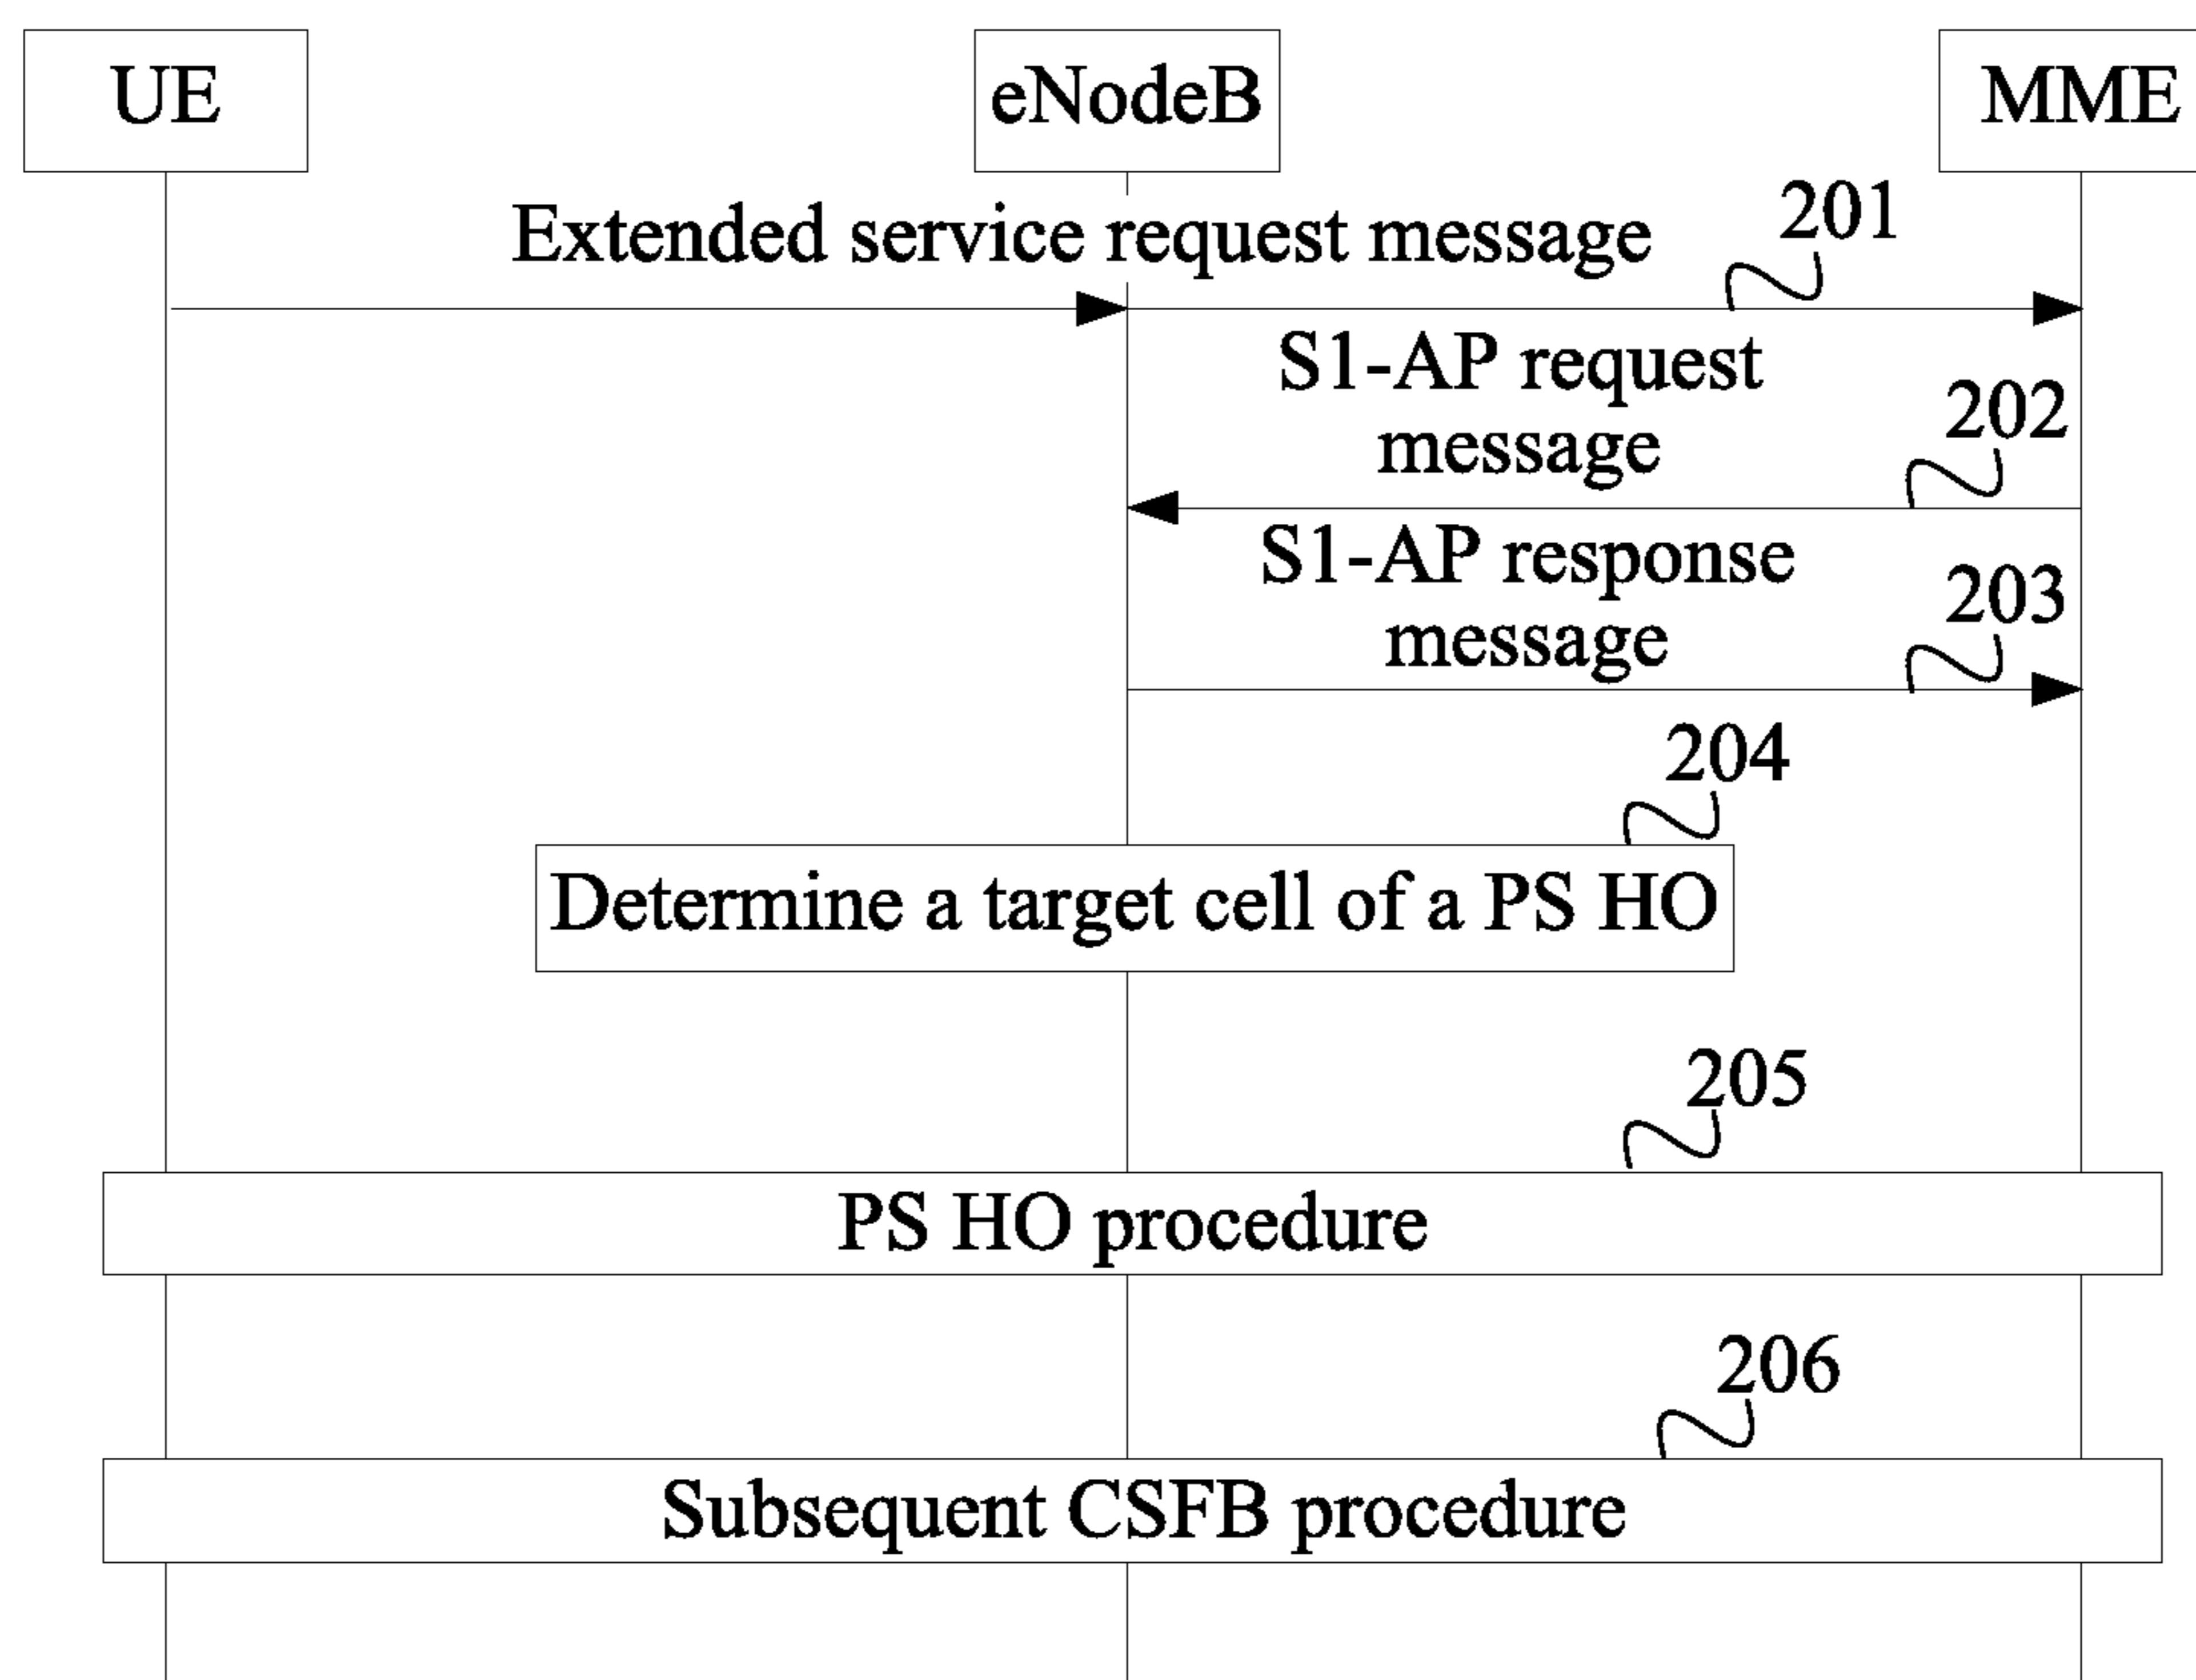 UE
eNodeB
MME
Extended service request message
201
S1-AP request
message
202
S1-AP response
message
203
204
Determine a target cell of a PS HO
205
PS HO procedure
206
Subsequent CSFB procedure